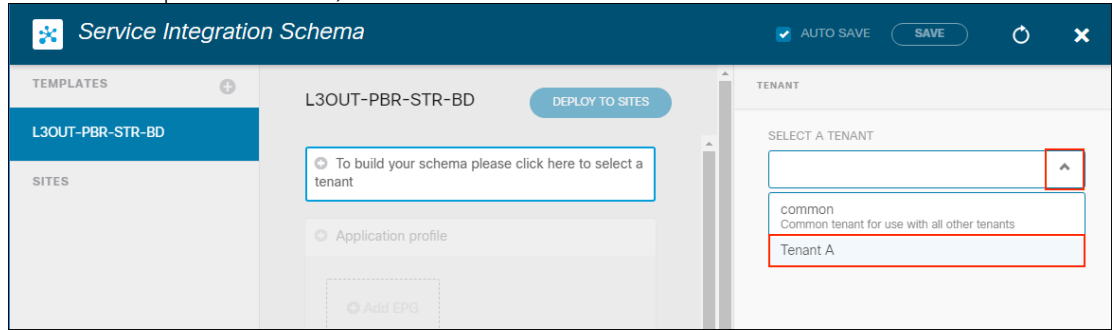 Service Integration Schema
AUTO SAVE
SAVE
TEMPLATES
L3OUT-PBR-STR-BD
SITES
L3OUT-PBR-STR-BD
DEPLOY TO SITES
To build your schema please click here to select a
tenant
Application profile
Add EPG
TENANT
SELECT A TENANT
common
Common tenant for use with all other tenants
Tenant A